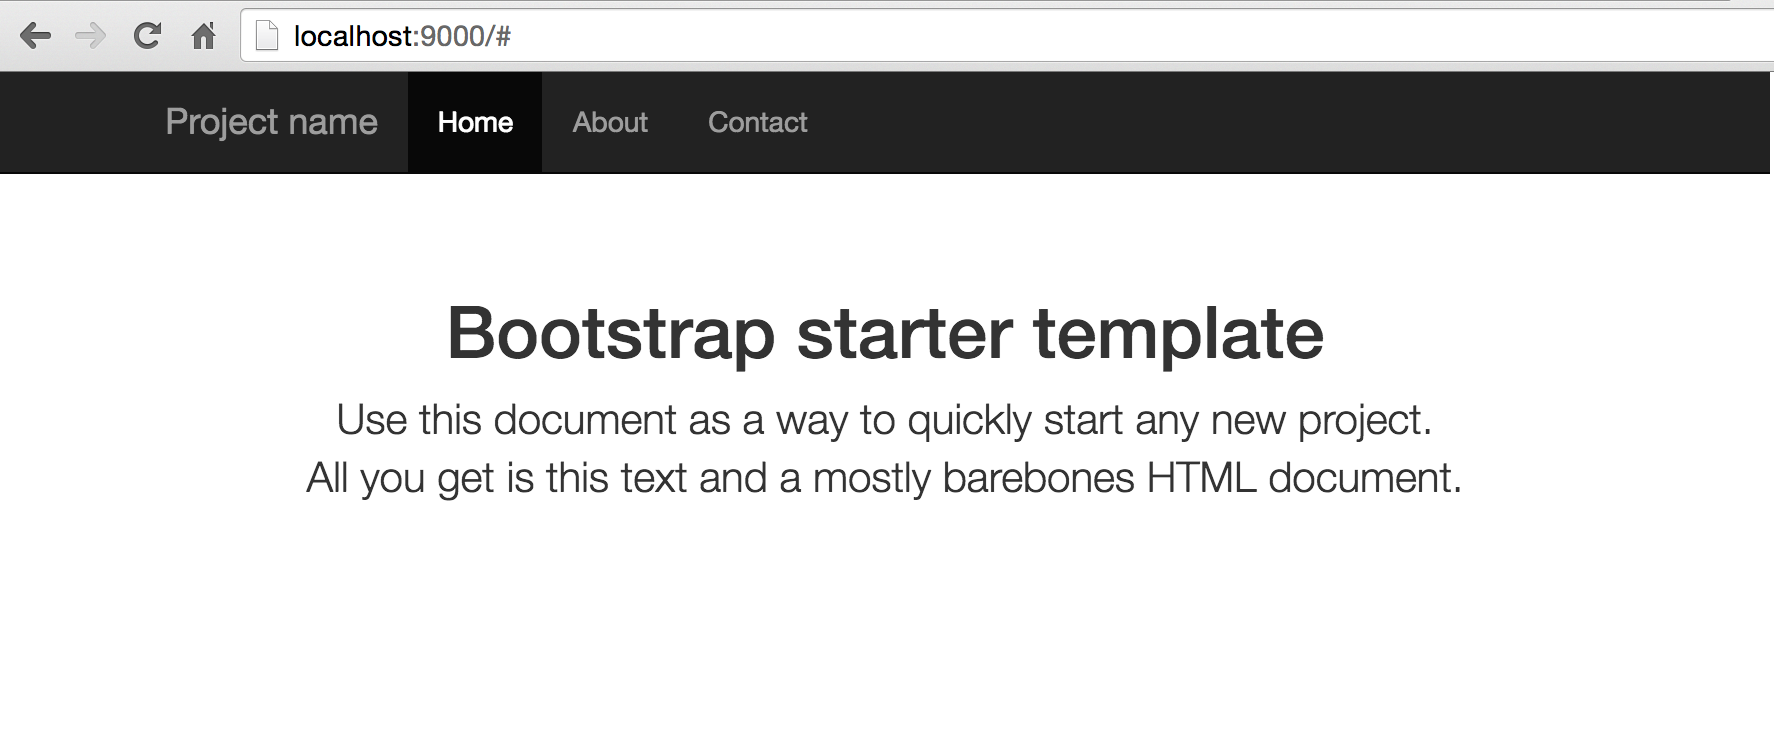 localhost:9000/#
Project name Home About Contact
Bootstrap starter template
Use this document as a way to quickly start any new project.
All you get is this text and a mostly barebones HTML document.